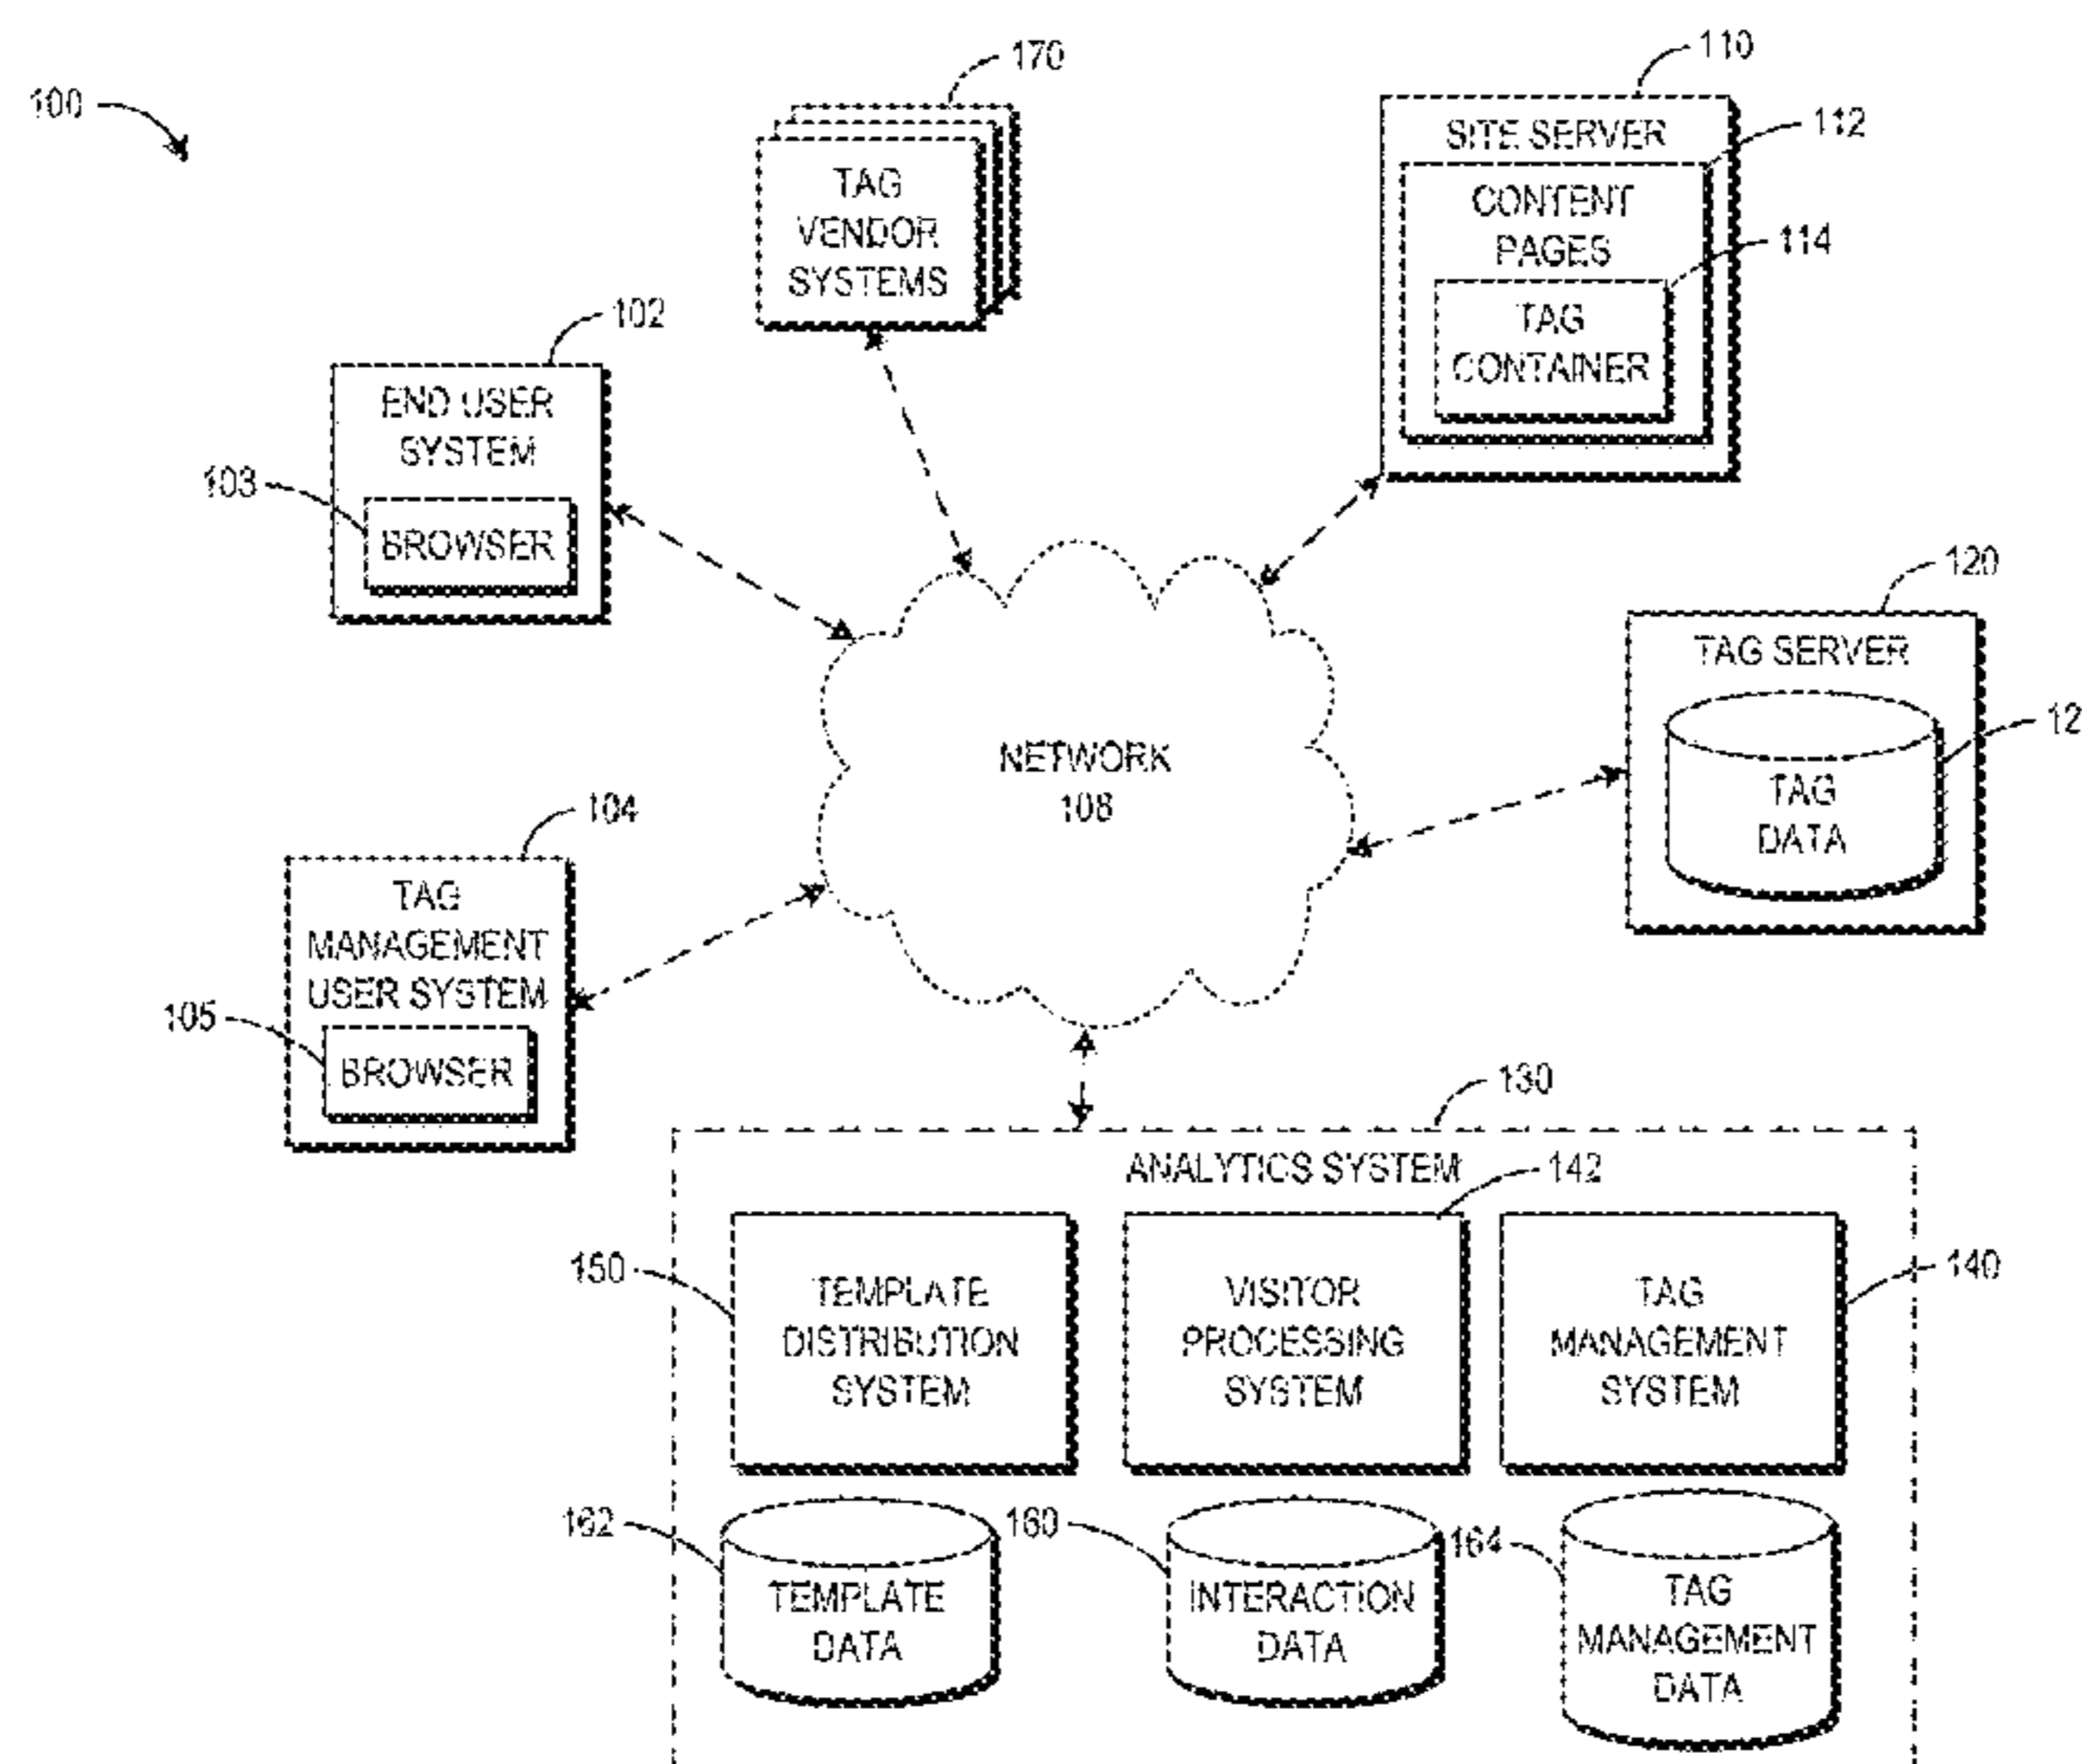 100
170
TAG
VENDOR
SYSTEMS
110
SITE SERVER
112
CONTENT
PAGES
114
TAG
CONTAINER
102
END USER
SYSTEM
103
BROWSER
120
TAG SERVER
12
TAG
DATA
NETWORK
108
104
TAG
MANAGEMENT
USER SYSTEM
105
BROWSER
130
ANALYTICS SYSTEM
142
150
TEMPLATE
DISTRIBUTION
SYSTEM
VISITOR
PROCESSING
SYSTEM
TAG
MANAGEMENT
SYSTEM
140
162
TEMPLATE
DATA
160
INTERACTION
DATA
164
TAG
MANAGEMENT
DATA